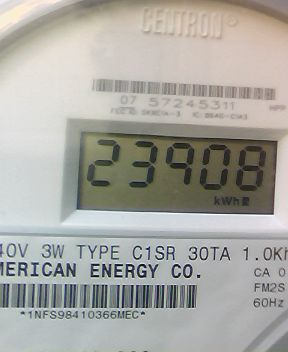 CENTRON®
07 57245311
23908
kWh
40V 3W TYPE C1SR 30TA 1.0Kh
MERICAN ENERGY CO.
CA 0
FM2S
60Hz
*1NFS98410366MEC*